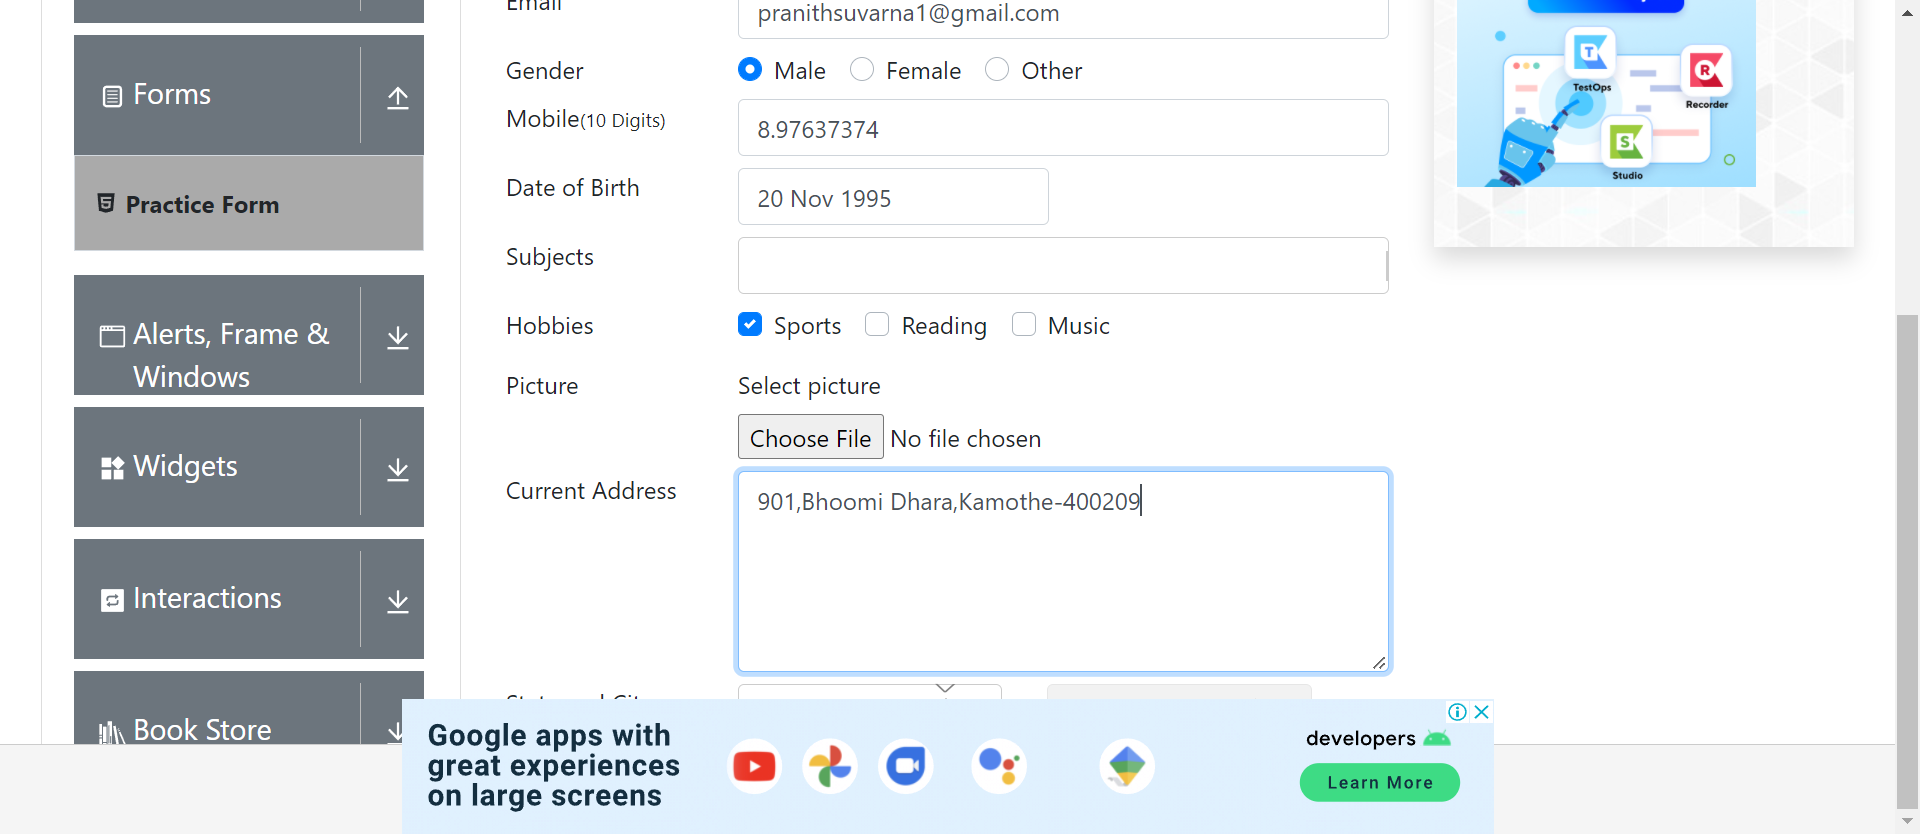 Email
pranithsuvarna1@gmail.com
Forms
Gender
Male
Female
Other
Mobile(10 Digits)
8.97637374
Practice Form
Date of Birth
20 Nov 1995
Subjects
Alerts, Frame &
Windows
Hobbies
Sports
Reading
Music
Picture
Select picture
Choose File
No file chosen
Widgets
Current Address
901,Bhoomi Dhara,Kamothe-400209
Interactions
Book Store
T
TestOps
R
Recorder
S
Studio
Google apps with
great experiences
on large screens
developers
Learn More